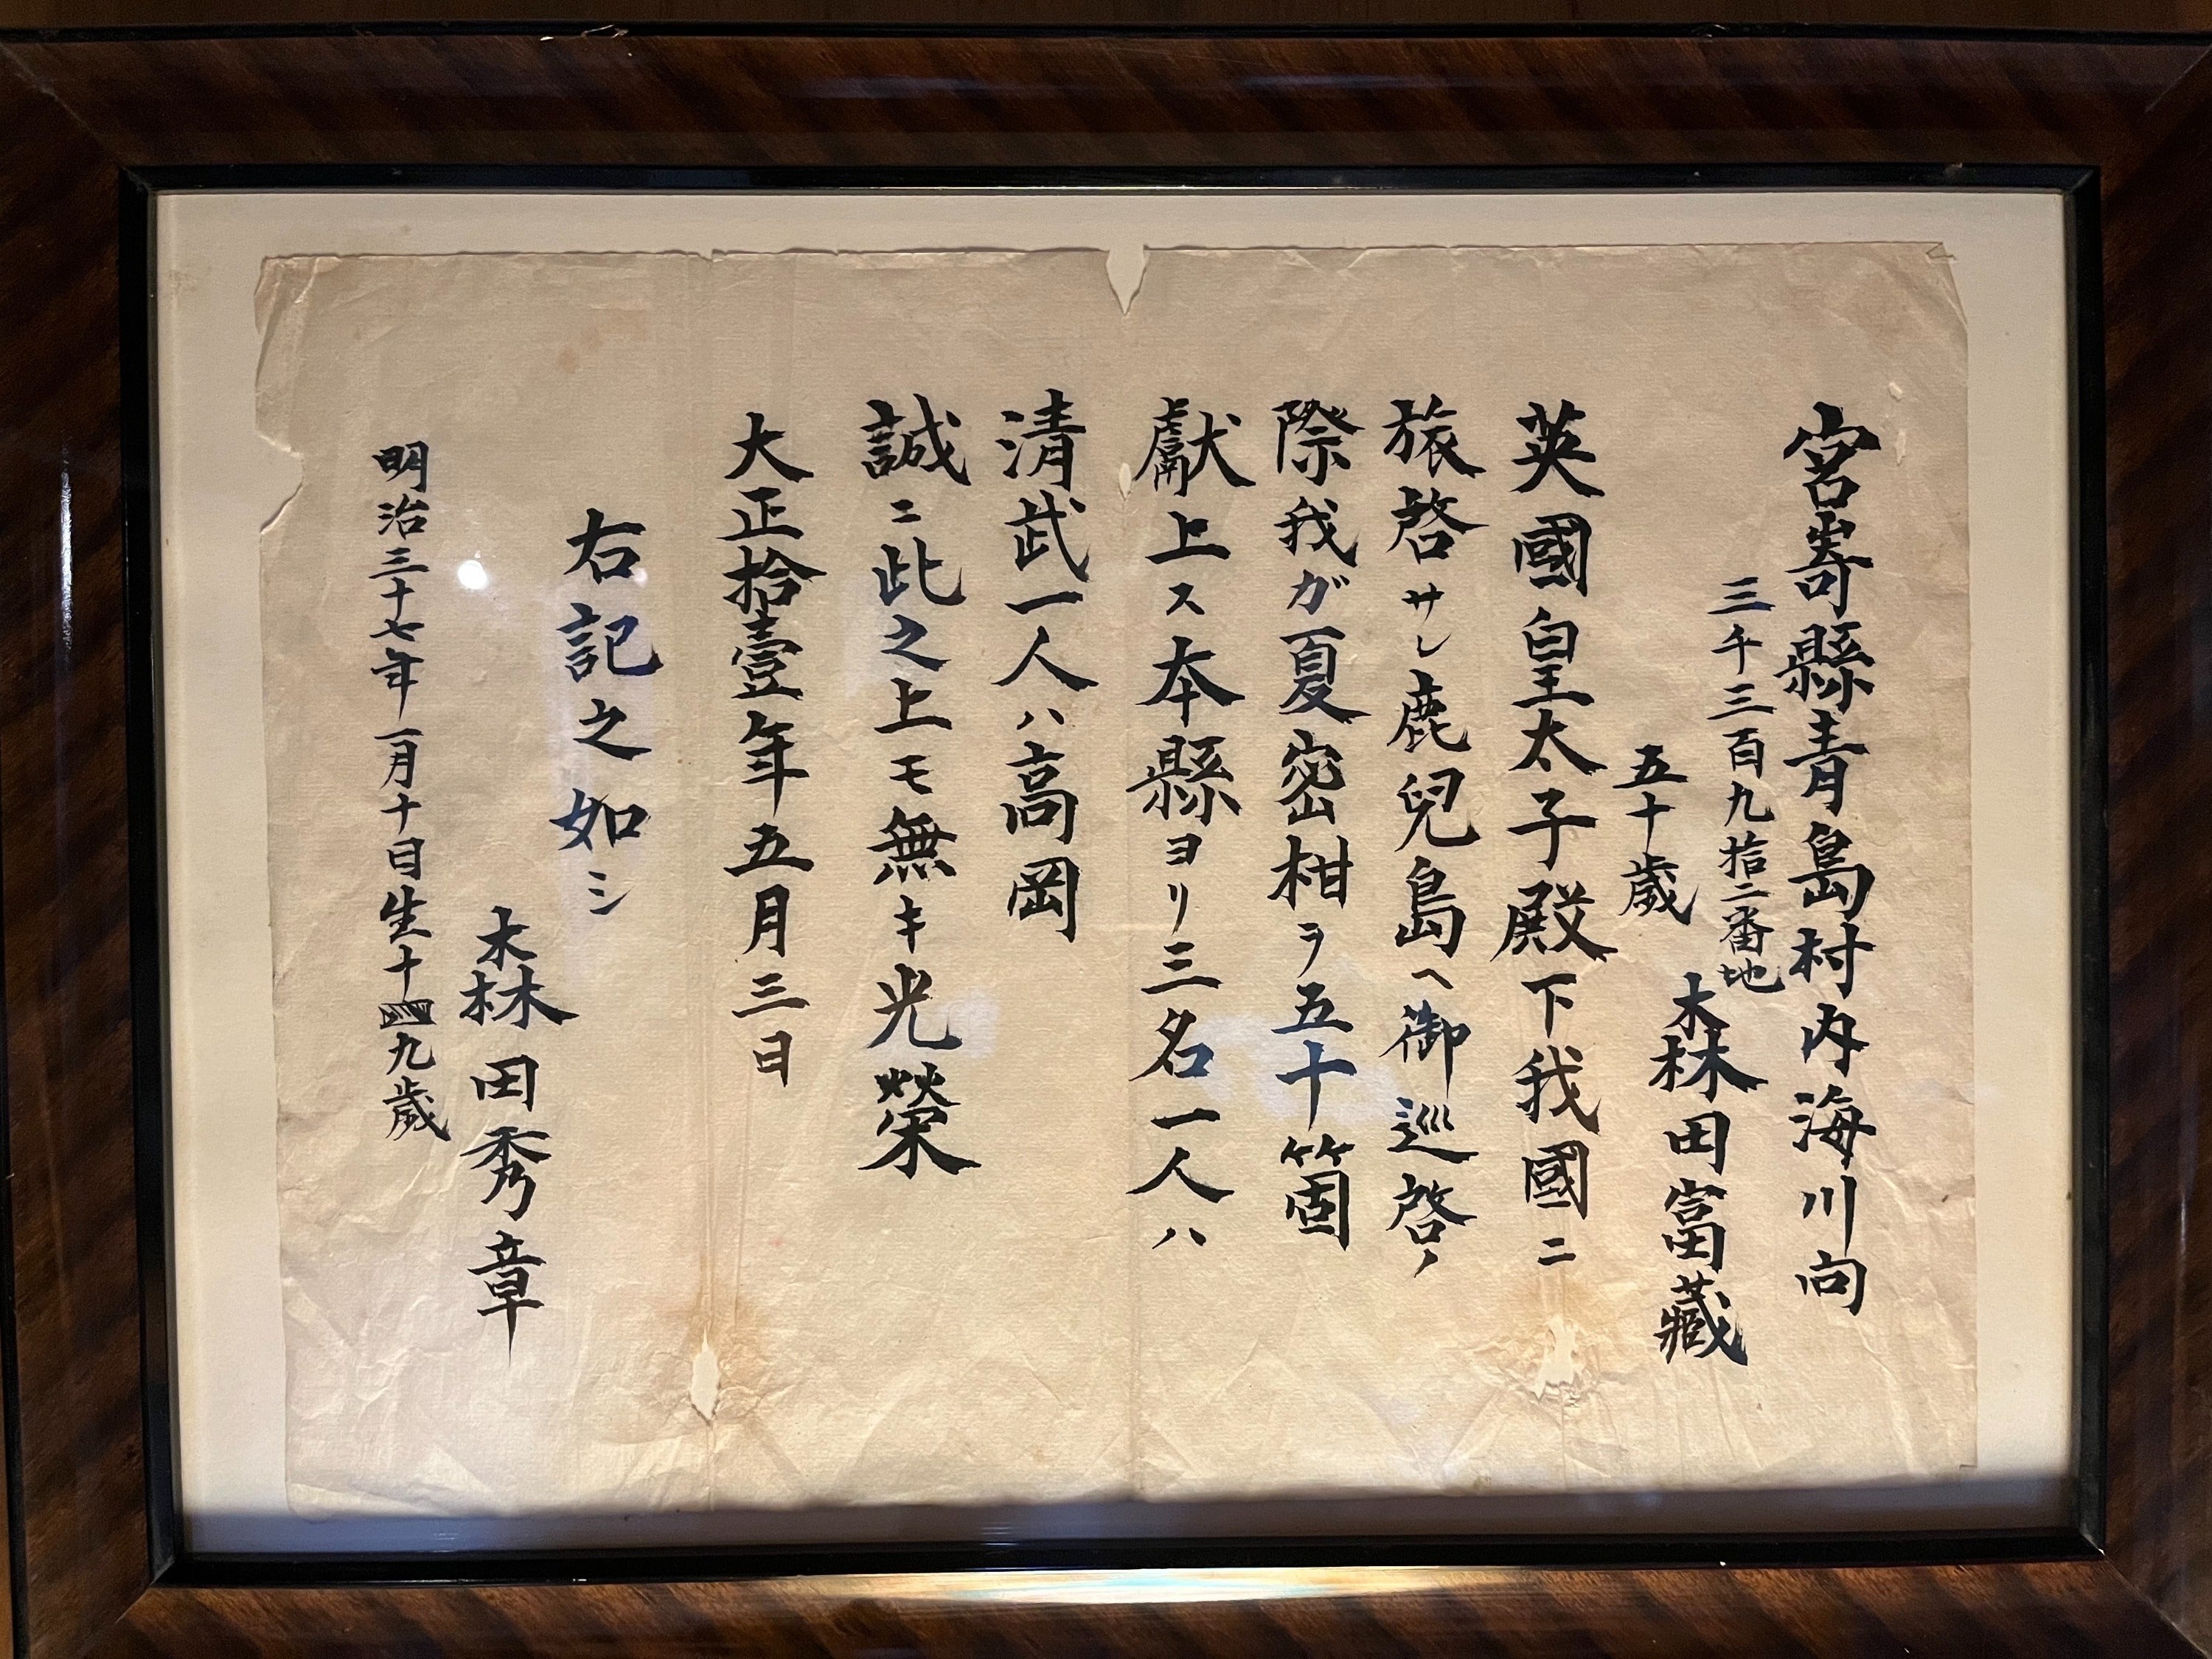 宮嵜縣青島村内海川向
三千三百九拾二番地
森田富藏
五十歲
英國皇太子殿下我國ニ
旅啓サレ鹿兒島ヘ御巡啓ノ
際我ガ夏密柑ヲ五十箇
獻上ス本縣ヨリ三名一人ハ
清武一人ハ高岡
誠ニ此之上モ無キ光榮
大正拾壹年五月三日
右記之如シ
森田秀章
明治三十七年一月十日生十九歲